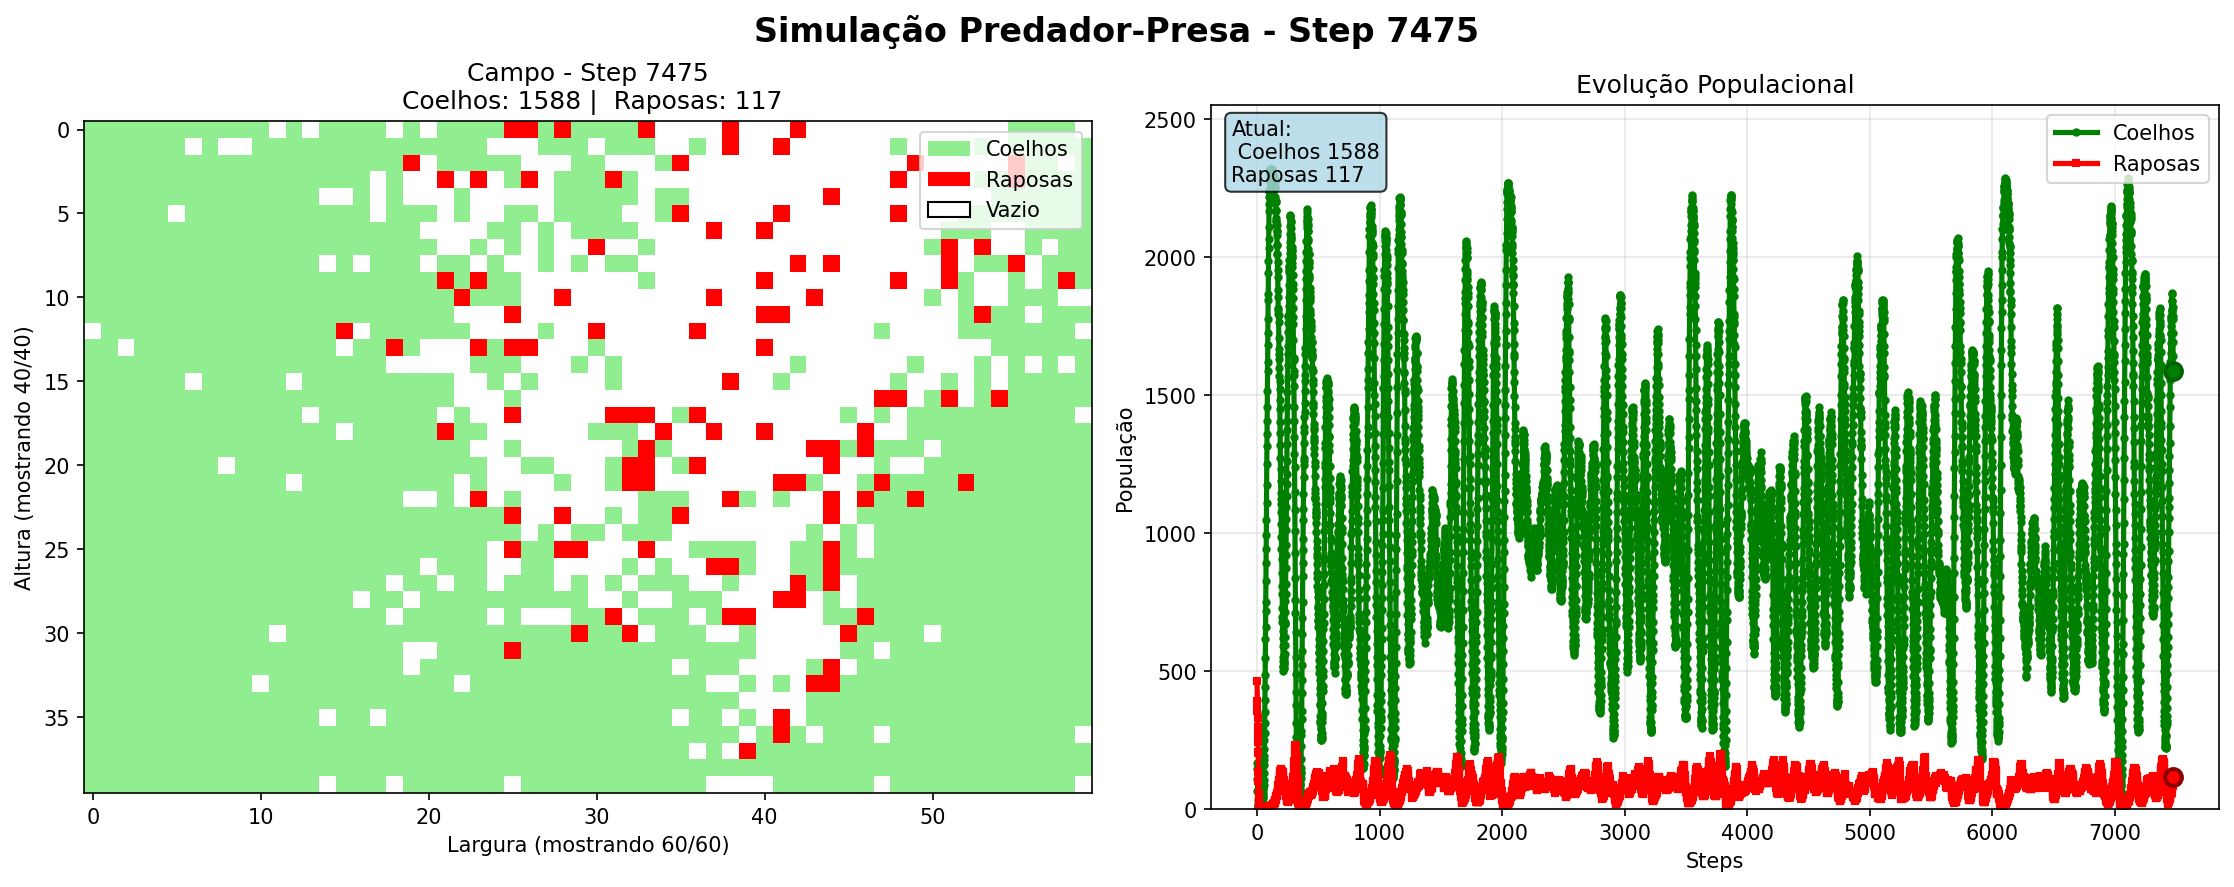 Simulação Predador-Presa - Step 7475
Campo - Step 7475
Coelhos: 1588 |  Raposas: 117
Coelhos
Raposas
Vazio
0
5
10
15
20
25
30
35
Altura (mostrando 40/40)
0
10
20
30
40
50
Largura (mostrando 60/60)
Evolução Populacional
Atual:
Coelhos 1588
Raposas 117
Coelhos
Raposas
2500
2000
1500
1000
500
0
População
0
1000
2000
3000
4000
5000
6000
7000
Steps